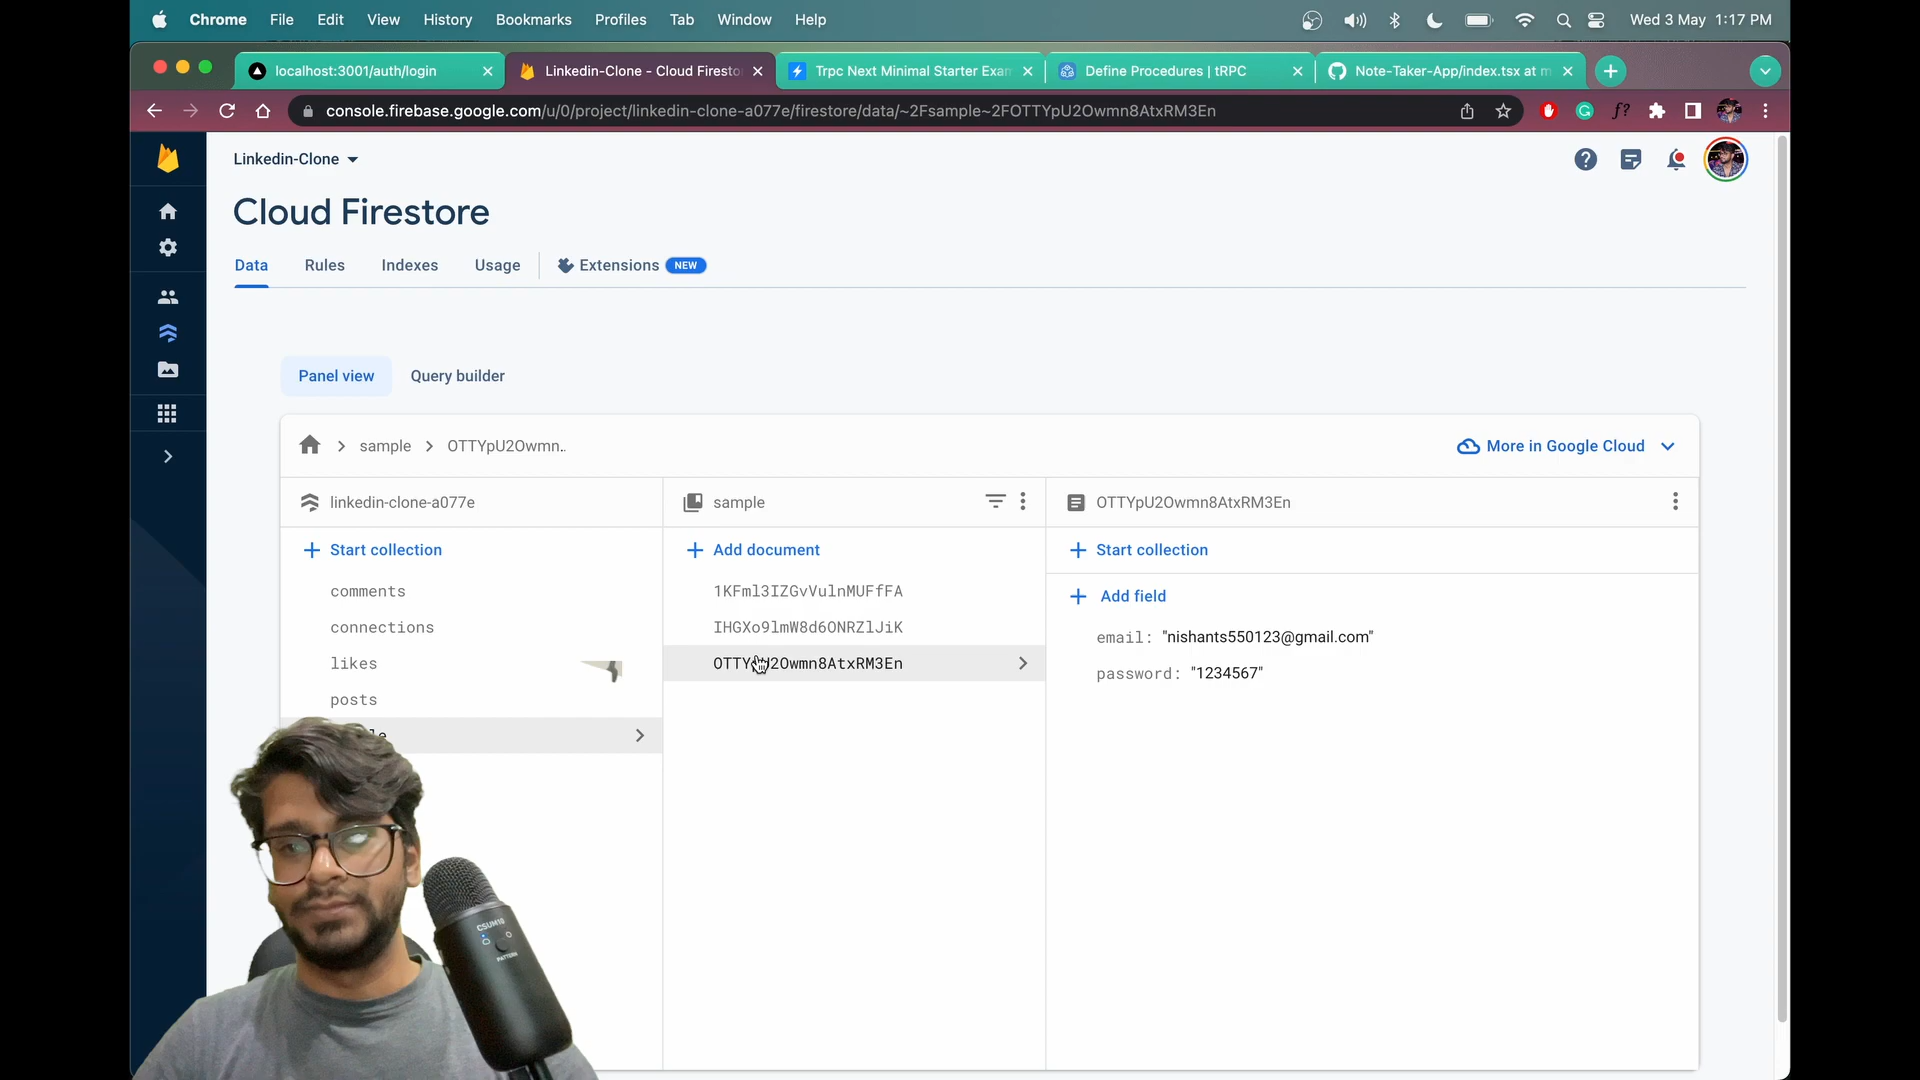 Chrome File Edit View History Bookmarks Profiles Tab Window Help Wed 3 May 1:17 PM
localhost:3001/auth/login Linkedin-Clone - Cloud Firesto Trpc Next Minimal Starter Exam Define Procedures | tRPC Note-Taker-App/index.tsx at m
console.firebase.google.com/u/0/project/linkedin-clone-a077e/firestore/data/~2Fsample~2FOTTYpU2Owmn8AtxRM3En f?
Linkedin-Clone
Cloud Firestore
Data Rules Indexes Usage Extensions NEW
Panel view Query builder
sample OTTYpU2Owmn.. More in Google Cloud
linkedin-clone-a077e sample OTTYpU2Owmn8AtxRM3En
Start collection Add document Start collection
comments 1KFml3IZGvVulnMUFfFA Add field
connections IHGXo9lmW8d6ONRZlJiK email: "nishants550123@gmail.com"
likes OTTYpU2Owmn8AtxRM3En password: "1234567"
posts
CSUM10
PATTERN